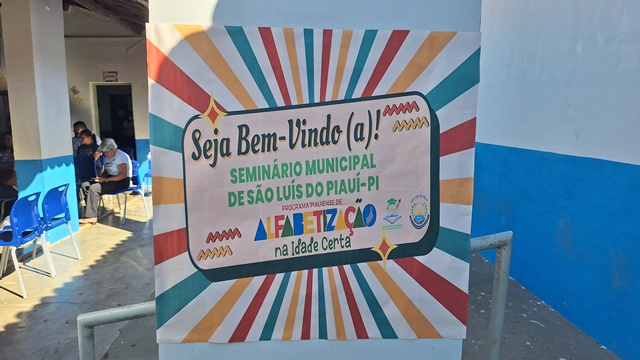 Seja Bem-Vindo (a)!
SEMINÁRIO MUNICIPAL
DE SÃO LUÍS DO PIAUÍ-PI
PROGRAMA PIAUIENSE DE
ALFABETIZAÇÃO
na Idade Certa